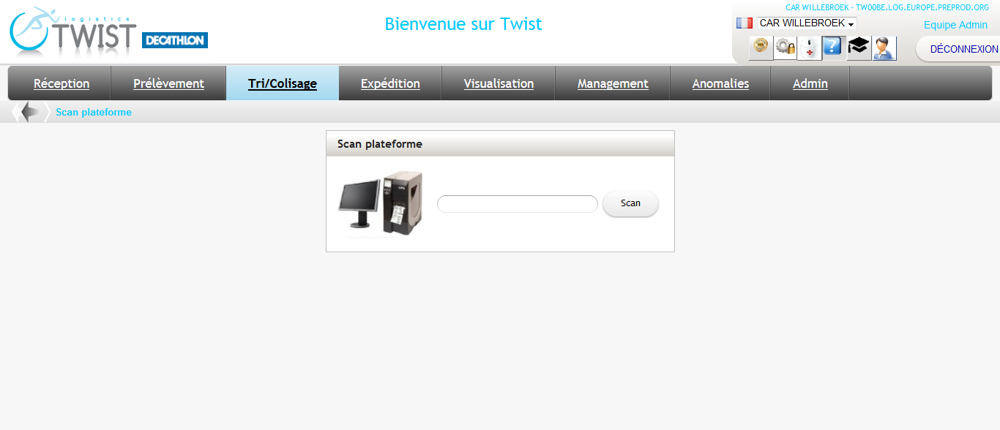 CAR WILLEBROEK - TW00BE.LOG.EUROPE.PREPROD.ORG
logistics
TWIST
DECATHLON
Bienvenue sur Twist
CAR WILLEBROEK
Equipe Admin
DÉCONNEXION
Réception
Prélèvement
Tri/Colisage
Expédition
Visualisation
Management
Anomalies
Admin
Scan plateforme
Scan plateforme
Scan